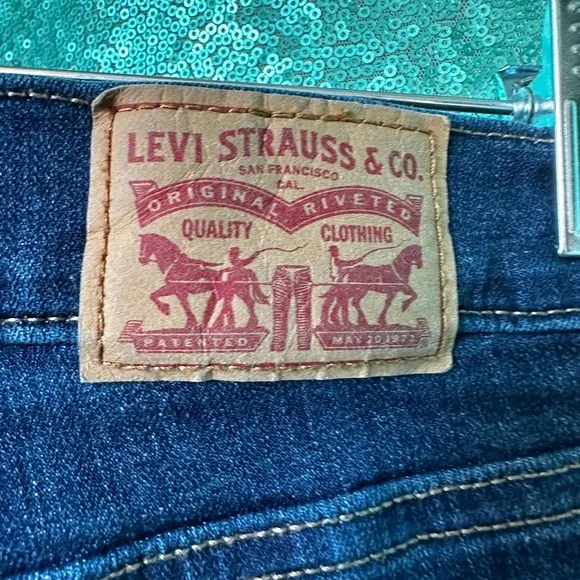 LEVI STRAUSS & CO.
SAN FRANCISCO
CAL.
ORIGINAL RIVETED
QUALITY CLOTHING
PATENTED MAY 20 1873